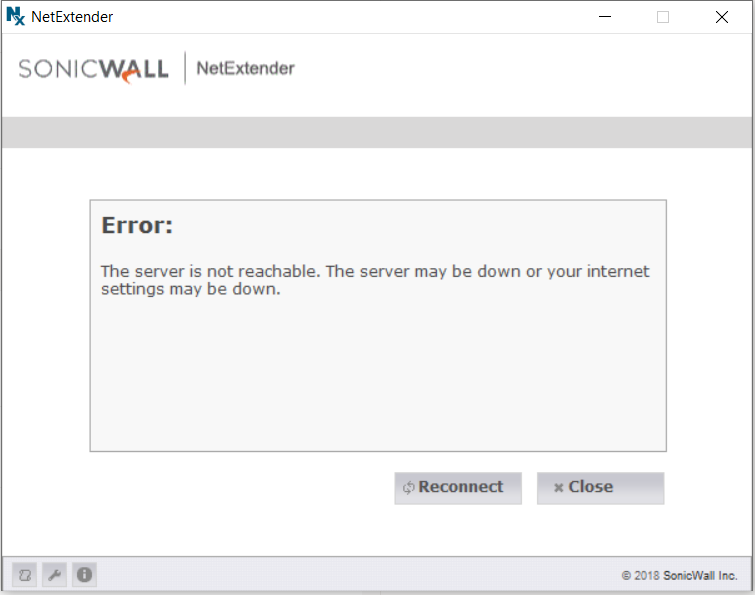 NetExtender
SONICWALL NetExtender
Error:
The server is not reachable. The server may be down or your internet
settings may be down.
Reconnect
Close
© 2018 SonicWall Inc.